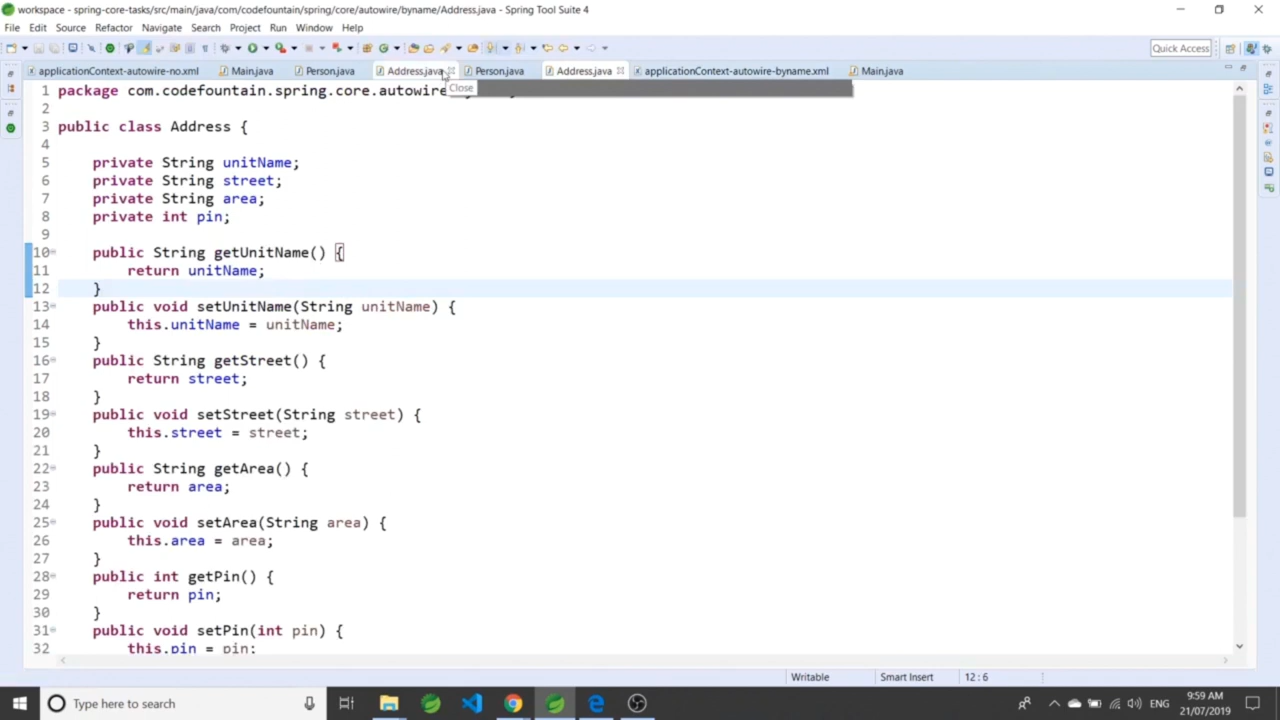 workspace - spring-core-tasks/src/main/java/com/codefountain/spring/core/autowire/byname/Address.java - Spring Tool Suite 4
File Edit Source Refactor Navigate Search Project Run Window Help
Quick Access
applicationContext-autowire-no.xml Main.java Person.java Address.java Person.java Address.java applicationContext-autowire-byname.xml Main.java
Close
1 package com.codefountain.spring.core.autowire
2
3 public class Address {
4
5 private String unitName;
6 private String street;
7 private String area;
8 private int pin;
9
10 public String getUnitName() {
11 return unitName;
12 }
13 public void setUnitName(String unitName) {
14 this.unitName = unitName;
15 }
16 public String getStreet() {
17 return street;
18 }
19 public void setStreet(String street) {
20 this.street = street;
21 }
22 public String getArea() {
23 return area;
24 }
25 public void setArea(String area) {
26 this.area = area;
27 }
28 public int getPin() {
29 return pin;
30 }
31 public void setPin(int pin) {
32 this.pin = pin;
Writable Smart Insert 12 : 6
Type here to search
ENG
9:59 AM
21/07/2019